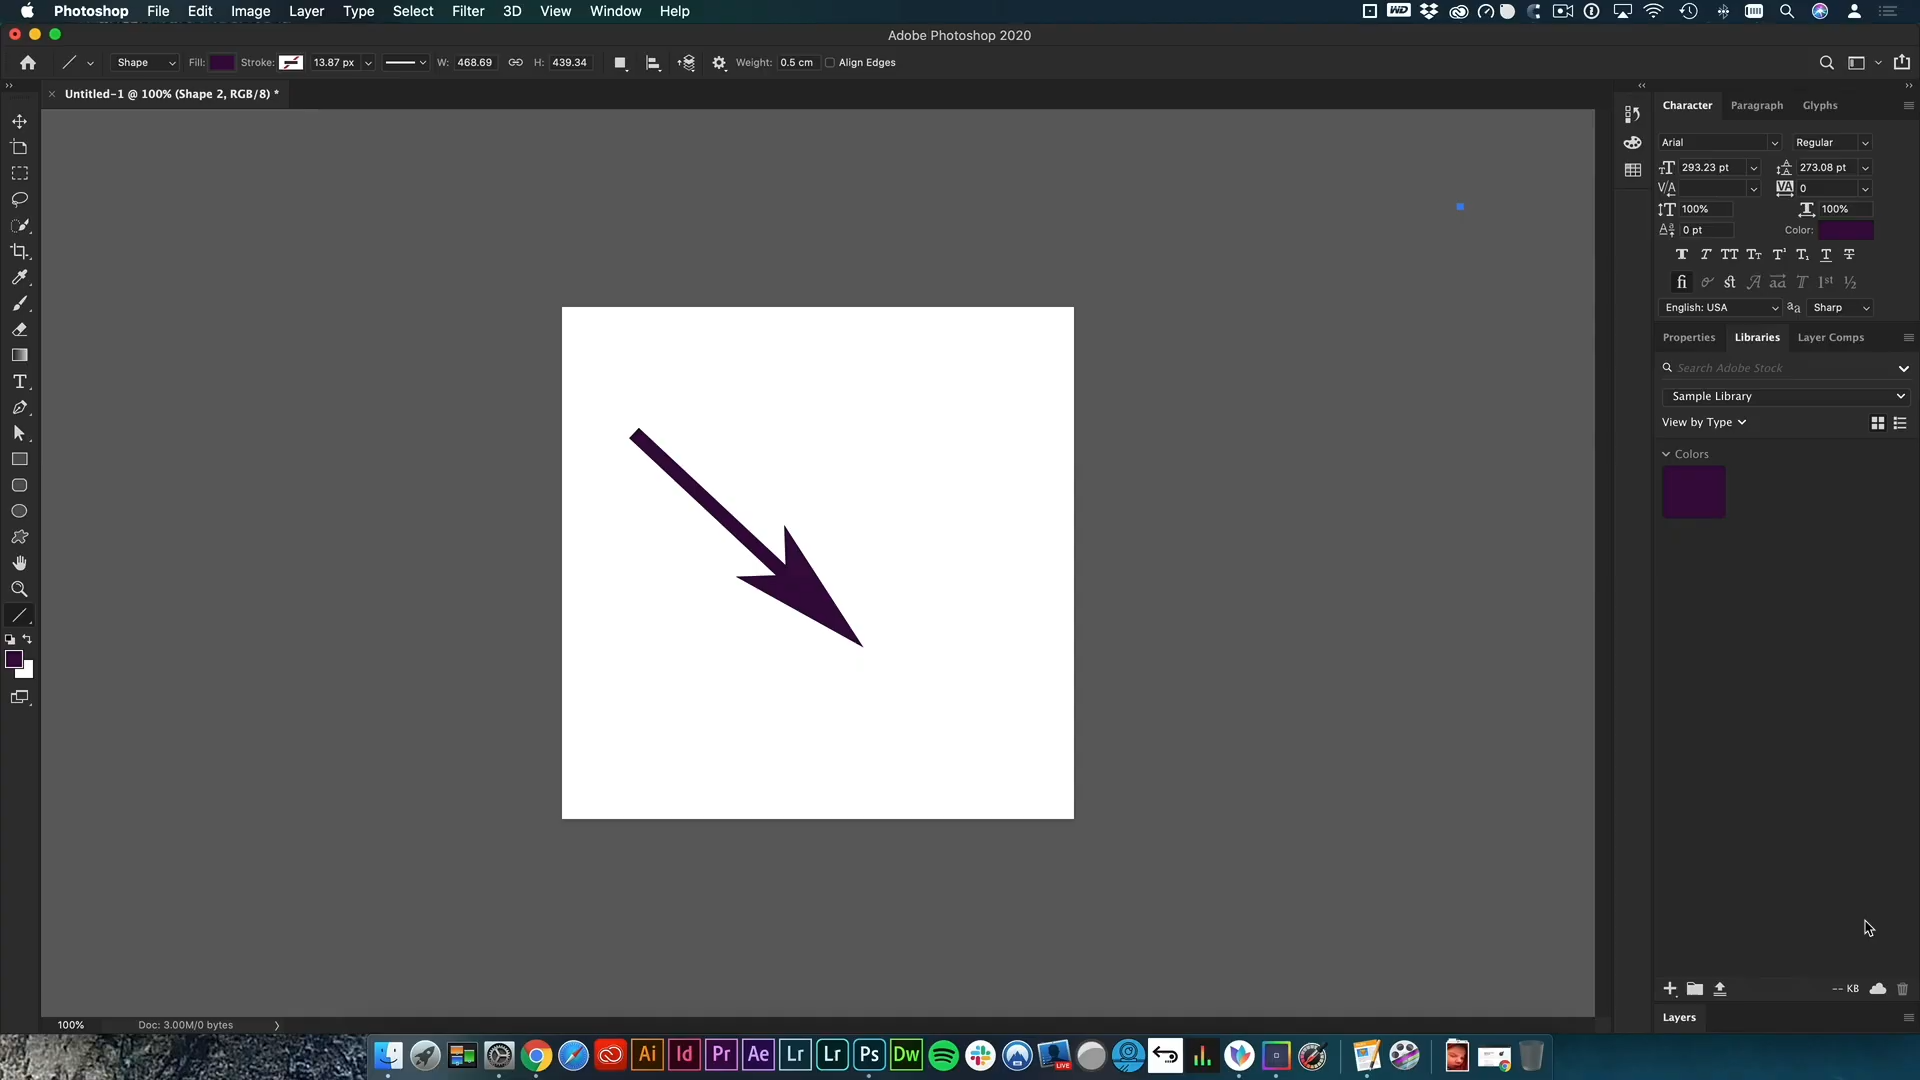 Photoshop File Edit Image Layer Type Select Filter 3D View Window Help
Adobe Photoshop 2020
Shape Fill: Stroke: 13.87 px W: 468.69 H: 439.34 Weight: 0.5 cm Align Edges
Untitled-1 @ 100% (Shape 2, RGB/8) *
Character Paragraph Glyphs
Arial Regular
293.23 pt 273.08 pt
0
100% 100%
0 pt Color:
English: USA Sharp
Properties Libraries Layer Comps
Search Adobe Stock
Sample Library
View by Type
Colors
-- KB
Layers
100% Doc: 3.00M/0 bytes
Ai Id Pr Ae Lr Lr Ps Dw LIVE